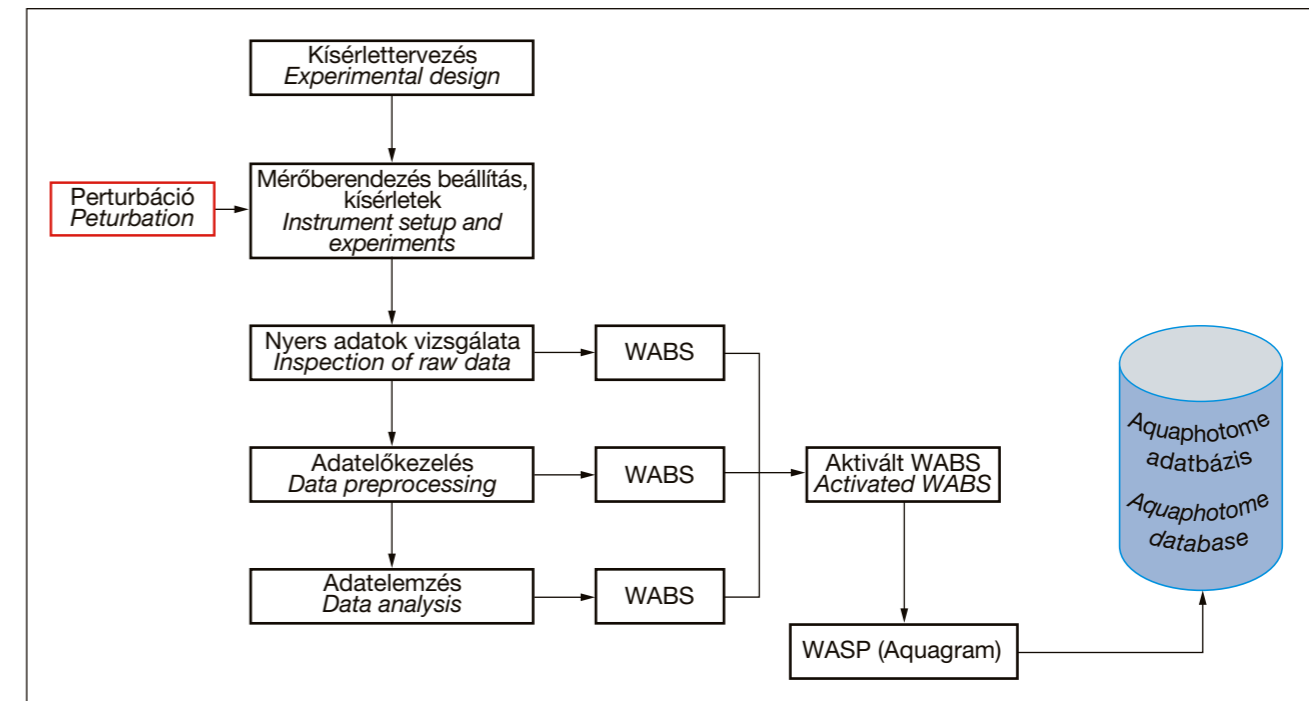 Kísérlettervezés
Experimental design
Perturbáció
Peturbation
Mérőberendezés beállítás,
kísérletek
Instrument setup and
experiments
Nyers adatok vizsgálata
Inspection of raw data
WABS
Adatelőkezelés
Data preprocessing
WABS
Aktivált WABS
Activated WABS
Adatelemzés
Data analysis
WABS
WASP (Aquagram)
Aquaphotome
adatbázis
Aquaphotome
database